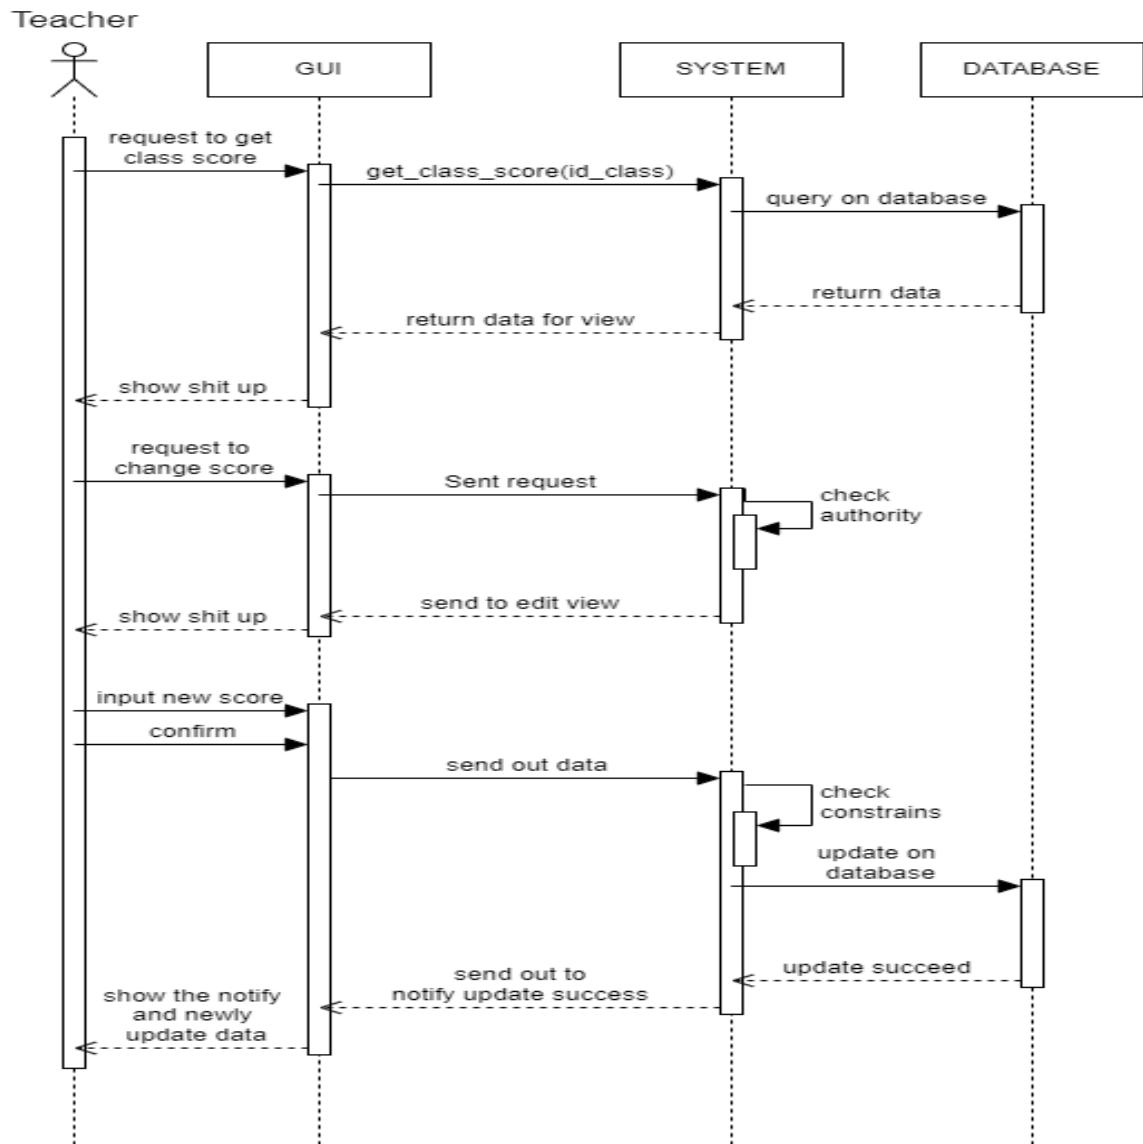 Teacher
GUI
SYSTEM
DATABASE
request to get
class score
get_class_score(id_class)
query on database
return data
return data for view
show shit up
request to
change score
Sent request
check
authority
send to edit view
show shit up
input new score
confirm
send out data
check
constrains
update on
database
update succeed
send out to
notify update success
show the notify
and newly
update data